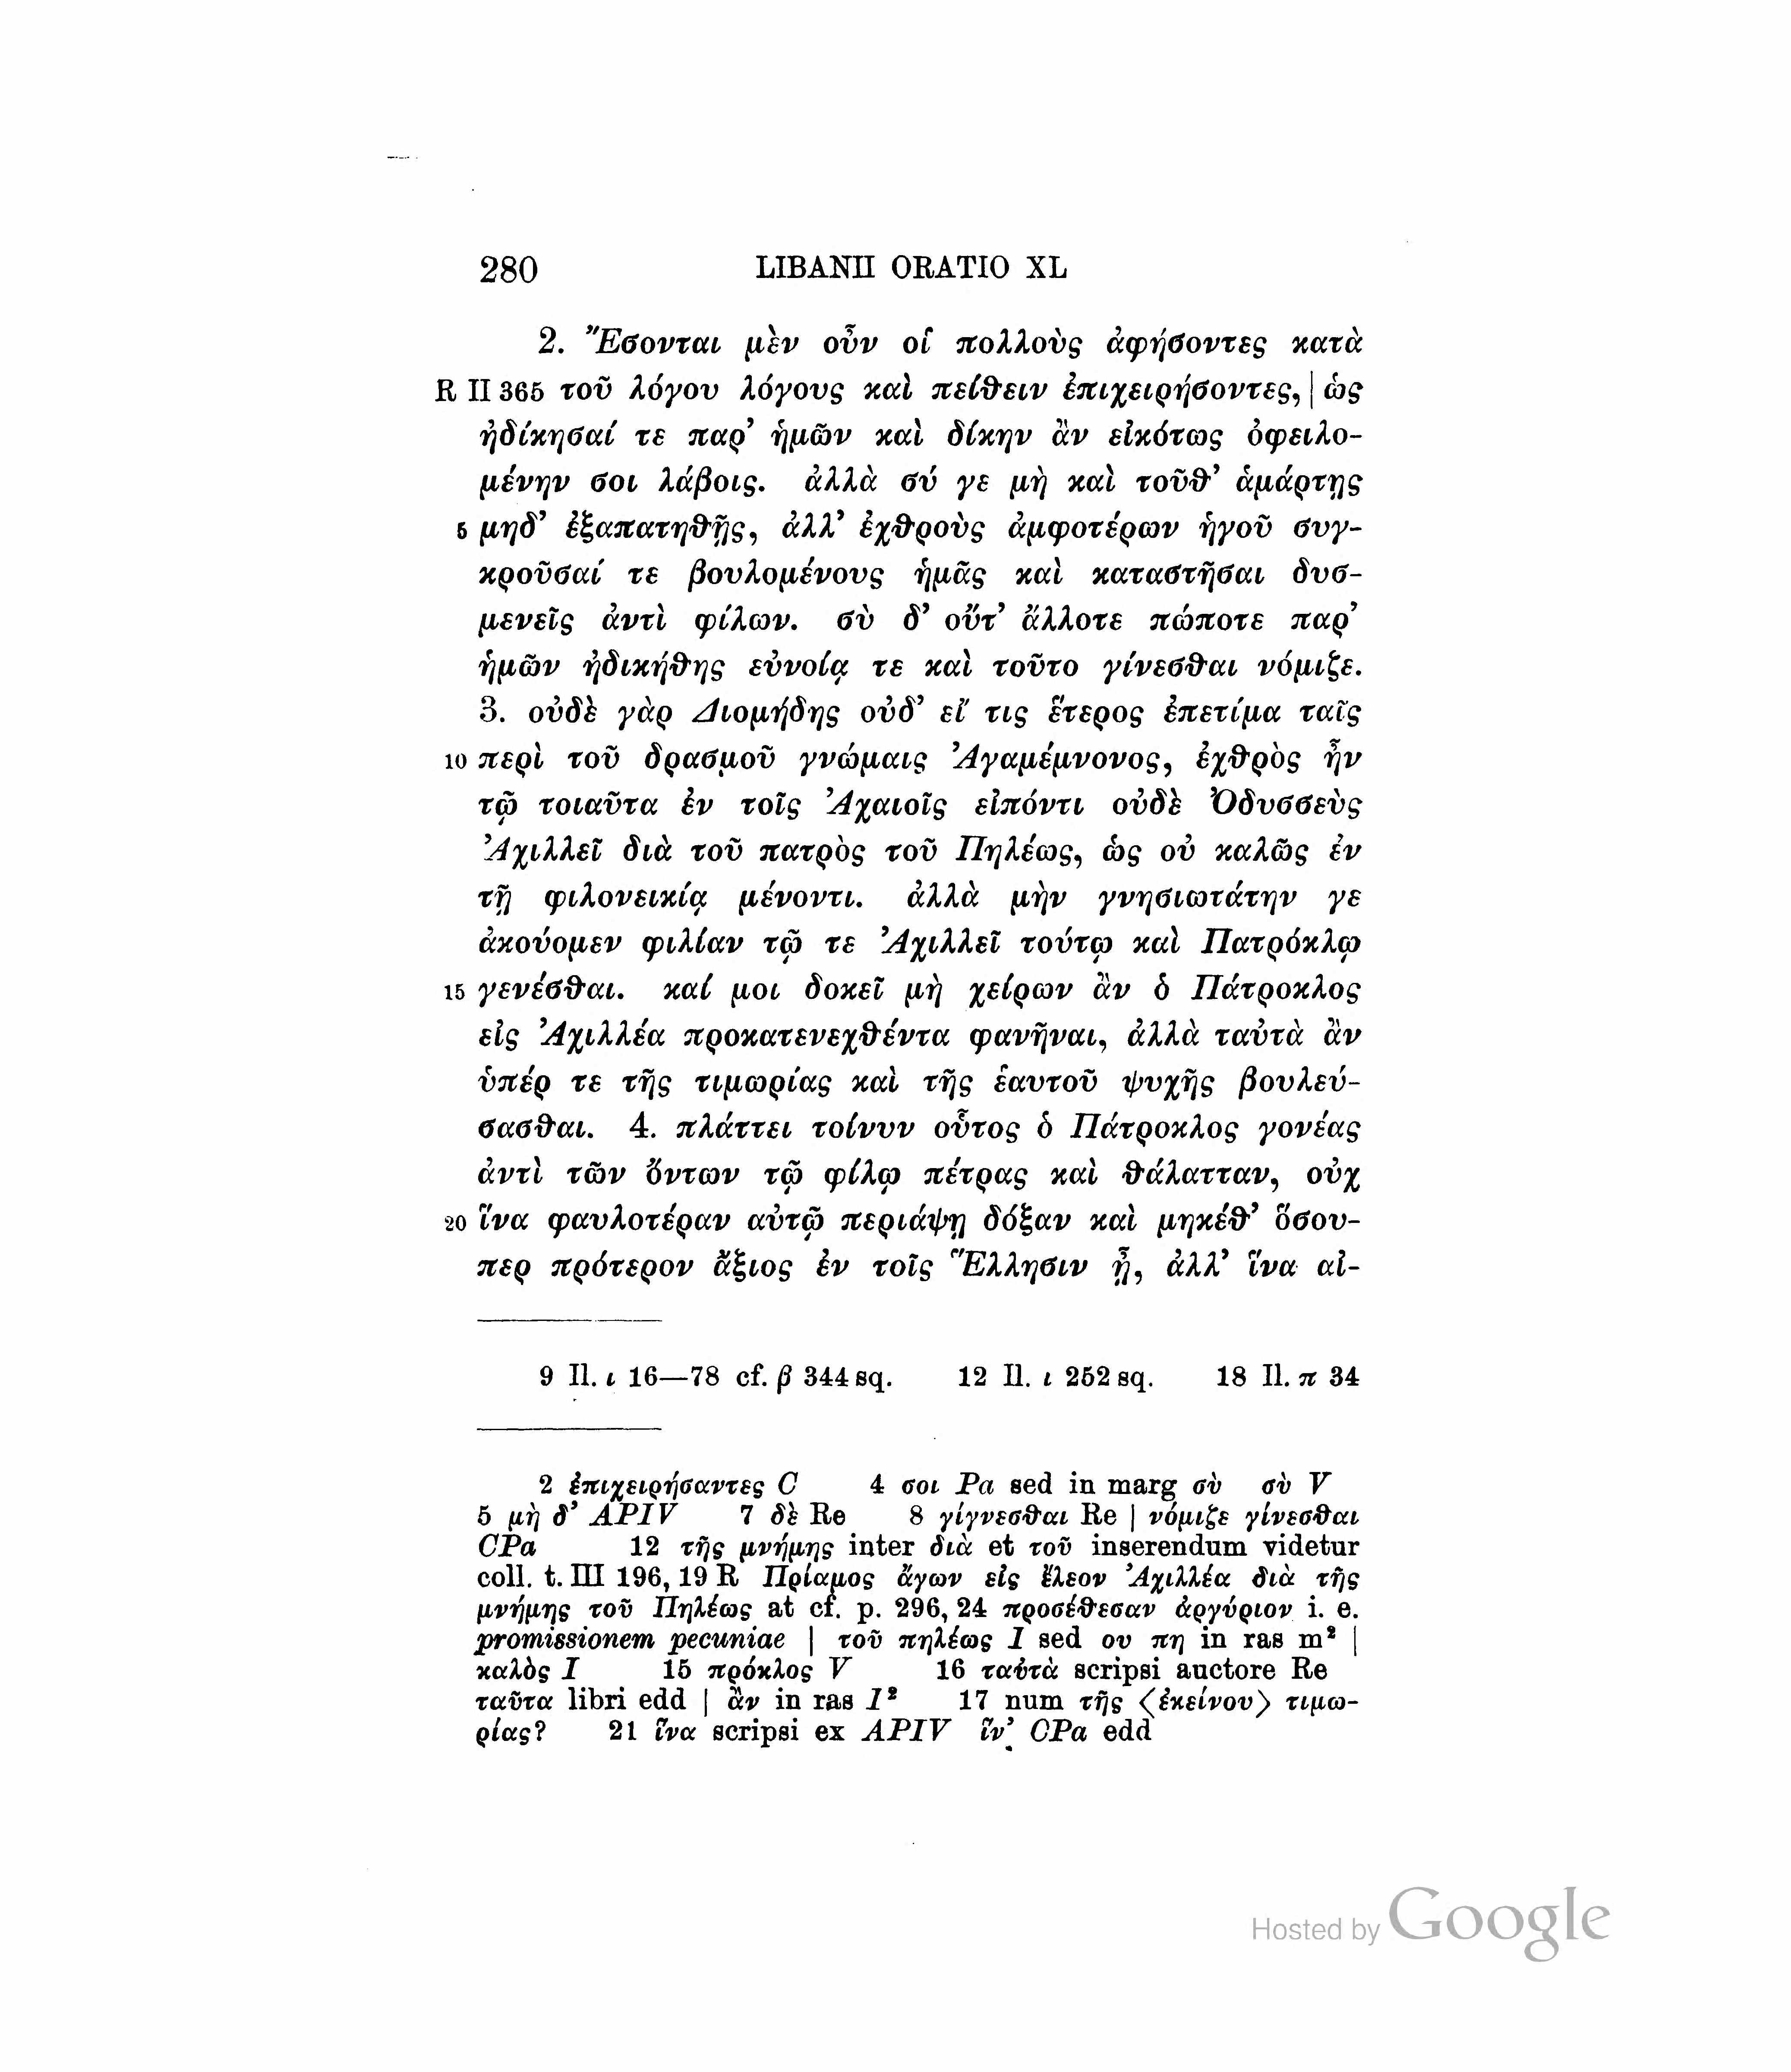 280 LIBANII ORATIO XL
2. Ἔσονται μὲν οὖν οἳ πολλοὺς ἀφήσοντες κατὰ
R II 365 τοῦ λόγου λόγους καὶ πείθειν ἐπιχειρήσοντες, | ὡς
ἠδίκησαί τε παρ’ ἡμῶν καὶ δίκην ἂν εἰκότως ὀφειλο-
μένην σοι λάβοις. ἀλλὰ σύ γε μὴ καὶ τοῦθ’ ἁμάρτῃς
5 μηδ’ ἐξαπατηθῇς, ἀλλ’ ἐχθροὺς ἀμφοτέρων ἡγοῦ συγ-
κροῦσαί τε βουλομένους ἡμᾶς καὶ καταστῆσαι δυσ-
μενεῖς ἀντὶ φίλων. σὺ δ’ οὔτ’ ἄλλοτε πώποτε παρ’
ἡμῶν ἠδικήθης εὐνοίᾳ τε καὶ τοῦτο γίνεσθαι νόμιζε.
3. οὐδὲ γὰρ Διομήδης οὐδ’ εἴ τις ἕτερος ἐπετίμα ταῖς
10 περὶ τοῦ δρασμοῦ γνώμαις Ἀγαμέμνονος, ἐχθρὸς ἦν
τῷ τοιαῦτα ἐν τοῖς Ἀχαιοῖς εἰπόντι οὐδὲ Ὀδυσσεὺς
Ἀχιλλεῖ διὰ τοῦ πατρὸς τοῦ Πηλέως, ὡς οὐ καλῶς ἐν
τῇ φιλονεικίᾳ μένοντι. ἀλλὰ μὴν γνησιωτάτην γε
ἀκούομεν φιλίαν τῷ τε Ἀχιλλεῖ τούτῳ καὶ Πατρόκλῳ
15 γενέσθαι. καί μοι δοκεῖ μὴ χείρων ἂν ὁ Πάτροκλος
εἰς Ἀχιλλέα προκατενεχθέντα φανῆναι, ἀλλὰ ταὐτὰ ἂν
ὑπέρ τε τῆς τιμωρίας καὶ τῆς ἑαυτοῦ ψυχῆς βουλεύ-
σασθαι. 4. πλάττει τοίνυν οὗτος ὁ Πάτροκλος γονέας
ἀντὶ τῶν ὄντων τῷ φίλῳ πέτρας καὶ θάλατταν, οὐχ
20 ἵνα φαυλοτέραν αὐτῷ περιάψῃ δόξαν καὶ μηκέθ’ ὅσου-
περ πρότερον ἄξιος ἐν τοῖς Ἕλλησιν ᾖ, ἀλλ’ ἵνα αἰ-
9 Il. ι 16—78 cf. β 344 sq. 12 Il. ι 252 sq. 18 Il. π 34
2 ἐπιχειρήσαντες C 4 σοι Pa sed in marg σὺ σὺ V
5 μὴ δ’ APIV 7 δὲ Re 8 γίγνεσθαι Re | νόμιζε γίνεσθαι
CPa 12 τῆς μνήμης inter διὰ et τοῦ inserendum videtur
coll. t. III 196, 19 R Πρίαμος ἄγων εἰς ἔλεον Ἀχιλλέα διὰ τῆς
μνήμης τοῦ Πηλέως at cf. p. 296, 24 προσέθεσαν ἀργύριον i. e.
promissionem pecuniae | τοῦ πηλέως I sed ου πη in ras m² |
καλὸς I 15 πρόκλος V 16 ταὐτὰ scripsi auctore Re
ταῦτα libri edd | ἂν in ras I² 17 num τῆς ⟨ἐκείνου⟩ τιμω-
ρίας? 21 ἵνα scripsi ex APIV ἵν’ CPa edd
Hosted by Google